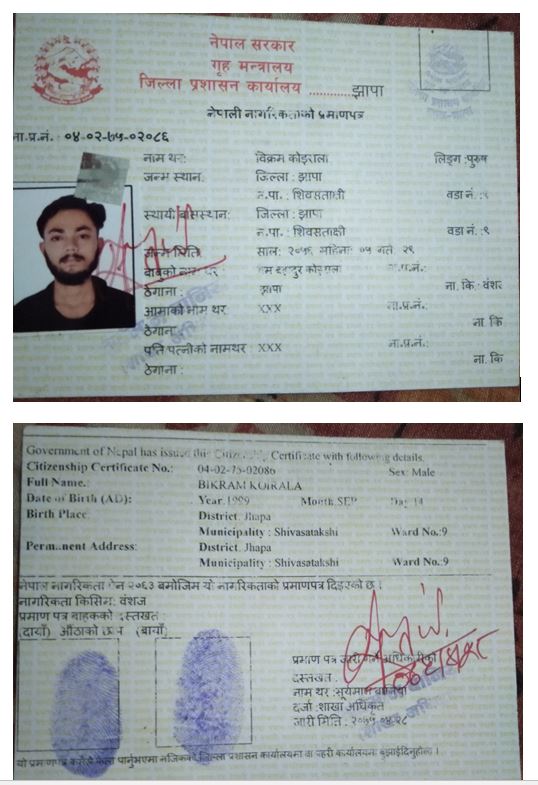 नेपाल सरकार
गृह मन्त्रालय
जिल्ला प्रशासन कार्यालय ............झापा
नेपाली नागरिकताको प्रमाणपत्र
ना.प्र.नं.: ०४-०२-७५-०२०८६
नाम थर: विक्रम कोइराला लिङ्ग :पुरुष
जन्म स्थान: जिल्ला : झापा
न.पा. : शिवसताक्षी वडा नं. :९
स्थायी बासस्थान: जिल्ला : झापा
न.पा. : शिवसताक्षी वडा नं. :९
जन्म मिति साल: २०५६ महिना: ०५ गते: २९
बाबुको नाम थर : कोइराला ना.प्र.नं.:
ठेगाना : झापा ना. कि.: वंशज
आमाको नाम थर XXX ना.प्र.नं.:
ठेगाना : ना. कि
पति/पत्नीको नामथर : XXX ना.प्र.नं.:
ठेगाना : ना. कि
Government of Nepal has issued this Citizenship Certificate with following details.
Citizenship Certificate No.: 04-02-75-02086 Sex: Male
Full Name: BIKRAM KOIRALA
Date of Birth (AD): Year:1999 Month:SEP Day:14
Birth Place: District: Jhapa
Municipality : Shivasatakshi Ward No.:9
Permanent Address: District: Jhapa
Municipality : Shivasatakshi Ward No.:9
नेपाल नागरिकता ऐन २०६३ बमोजिम यो नागरिकताको प्रमाणपत्र दिइएको छ ।
नागरिकता किसिम: वंशज
प्रमाण पत्र बाहकको दस्तखत :
(दायाँ) औंठाको छाप (बायाँ)
प्रमाण पत्र जारी गर्ने अधिकारीको
दस्तखत :
नाम थर :सूर्यमान
दर्जा :शाखा अधिकृत
जारी मिति : २०७५-०४-२८
यो प्रमाणपत्र कसैले फेला पार्नुभएमा नजिकको जिल्ला प्रशासन कार्यालयमा वा प्रहरी कार्यालयमा बुझाईदिनुहोला ।